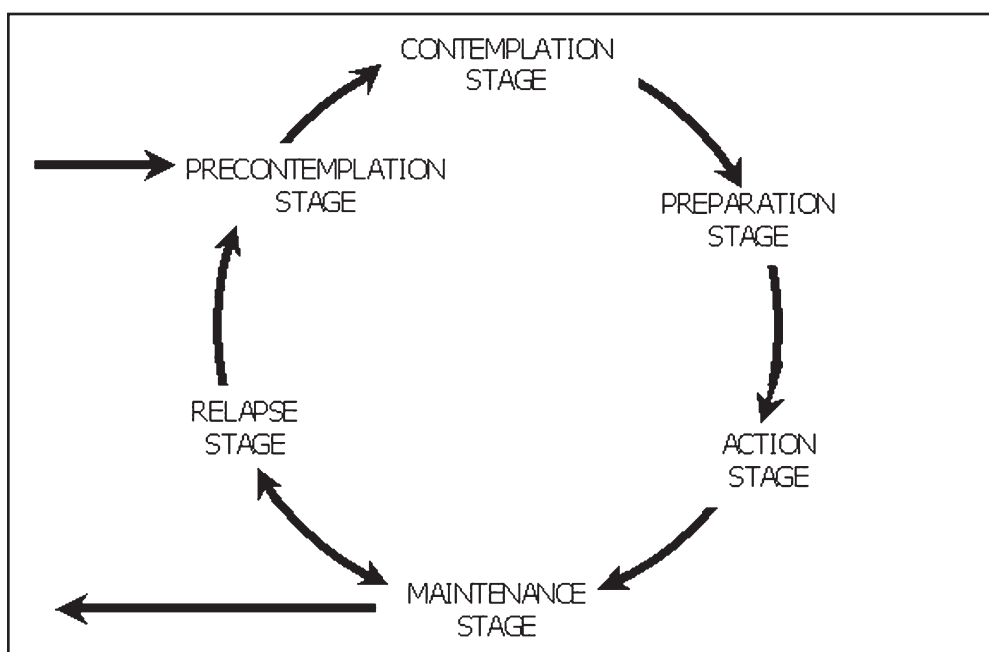 CONTEMPLATION
STAGE
PRECONTEMPLATION
STAGE
PREPARATION
STAGE
RELAPSE
STAGE
ACTION
STAGE
MAINTENANCE
STAGE